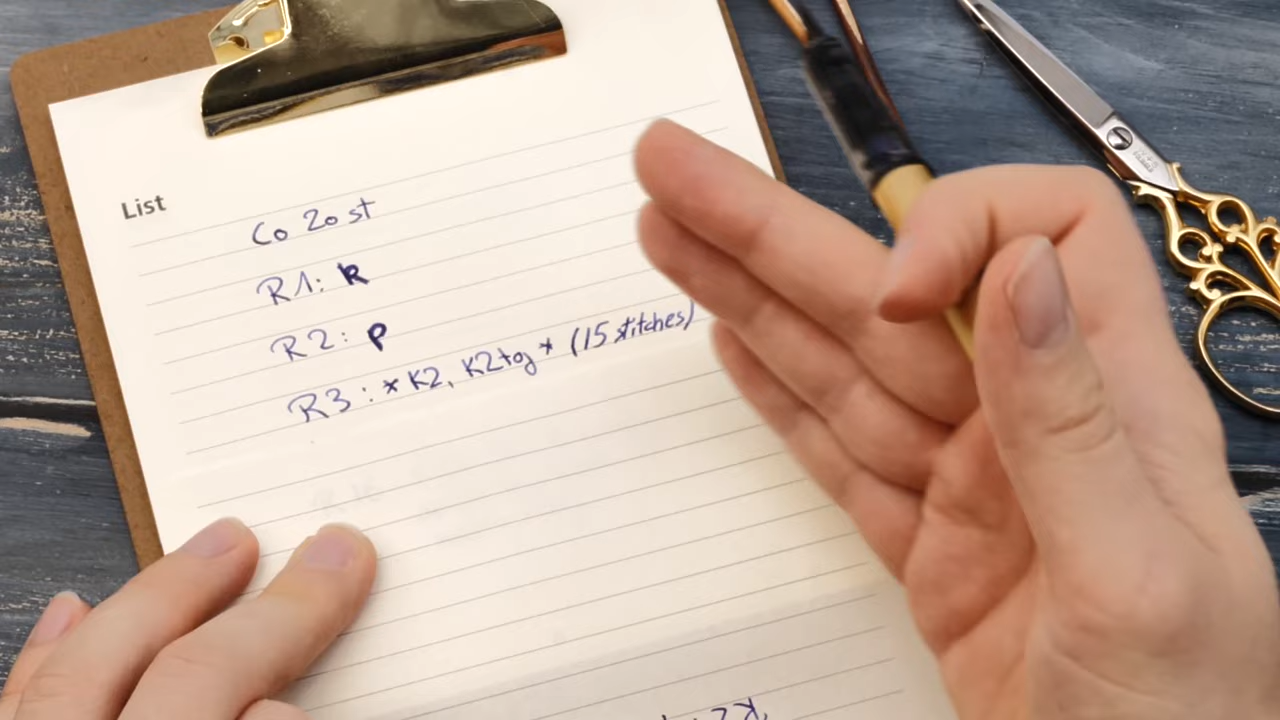 List
Co 20 st
R1: k
R2: p
R3: *K2, K2tog* (15 stitches)